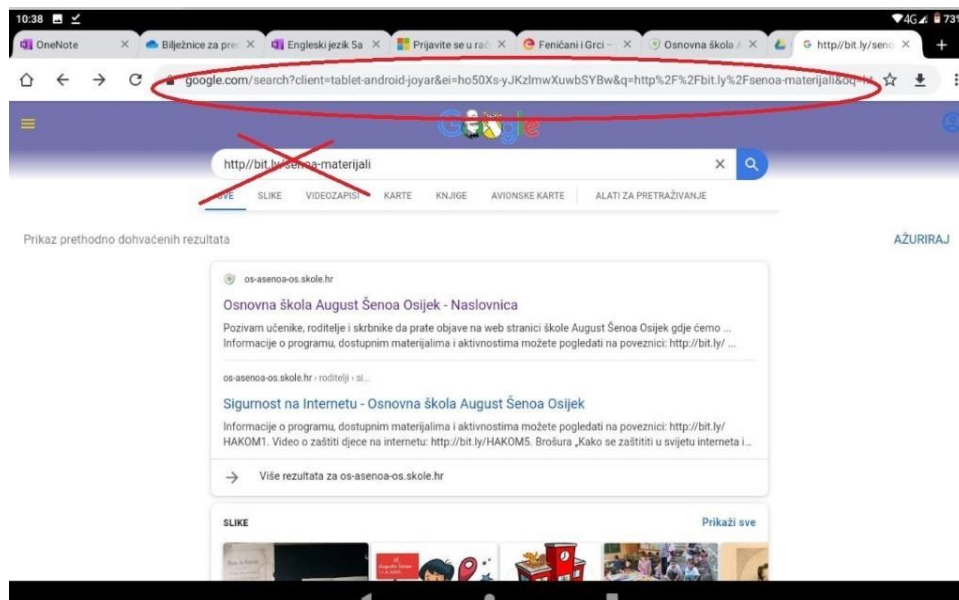 10:38 4G 73%
OneNote Bilježnice za pre Engleski jezik 5a Prijavite se u rač Feničani i Grci – Osnovna škola A G http//bit.ly/seno
google.com/search?client=tablet-android-joyar&ei=ho50Xs-yJKzlmwXuwbSYBw&q=http%2F%2Fbit.ly%2Fsenoa-materijali&oq=ht
Google
http//bit.ly/senoa-materijali
SVE SLIKE VIDEOZAPISI KARTE KNJIGE AVIONSKE KARTE ALATI ZA PRETRAŽIVANJE
Prikaz prethodno dohvaćenih rezultata AŽURIRAJ
os-asenoa-os.skole.hr
Osnovna škola August Šenoa Osijek - Naslovnica
Pozivam učenike, roditelje i skrbnike da prate objave na web stranici škole August Šenoa Osijek gdje ćemo ...
Informacije o programu, dostupnim materijalima i aktivnostima možete pogledati na poveznici: http://bit.ly/ ...
os-asenoa-os.skole.hr › roditelji › si...
Sigurnost na Internetu - Osnovna škola August Šenoa Osijek
Informacije o programu, dostupnim materijalima i aktivnostima možete pogledati na poveznici: http://bit.ly/
HAKOM1. Video o zaštiti djece na internetu: http://bit.ly/HAKOM5. Brošura „Kako se zaštititi u svijetu interneta i...
Više rezultata za os-asenoa-os.skole.hr
SLIKE Prikaži sve